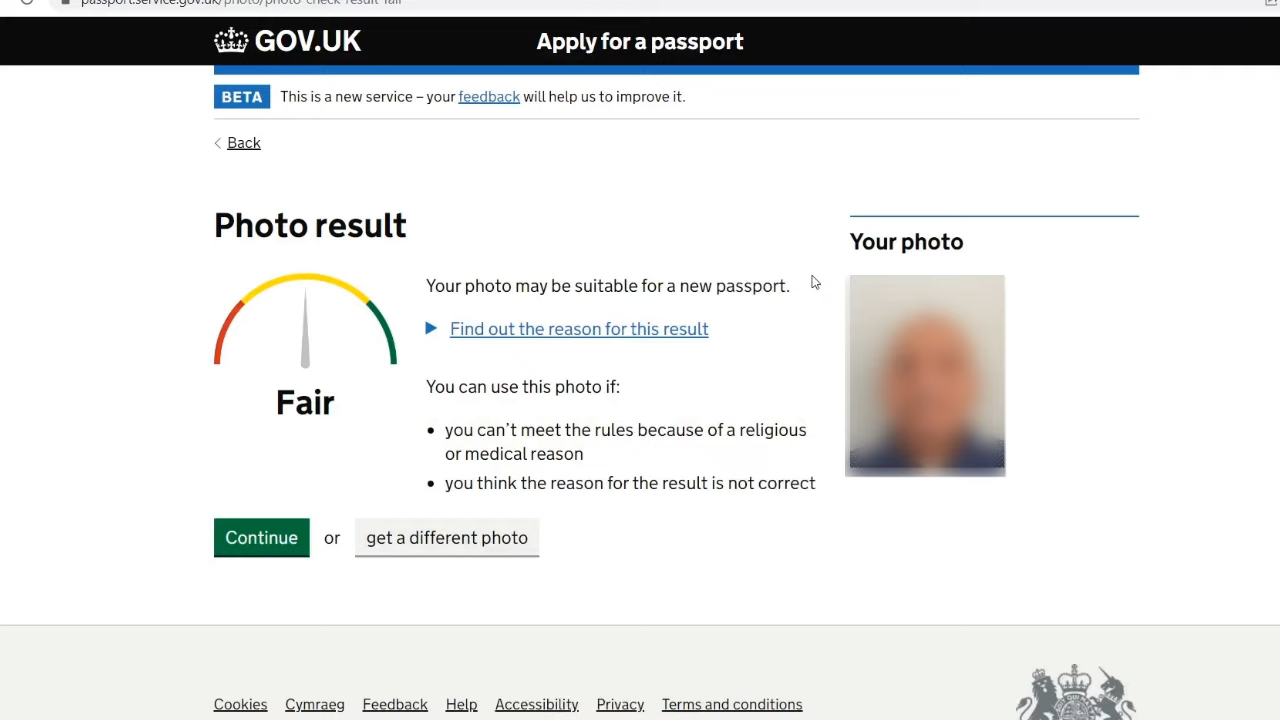 GOV.UK
Apply for a passport
BETA This is a new service – your feedback will help us to improve it.
Back
Photo result
Your photo
Your photo may be suitable for a new passport.
Find out the reason for this result
Fair
You can use this photo if:
• you can't meet the rules because of a religious
or medical reason
• you think the reason for the result is not correct
Continue or get a different photo
Cookies Cymraeg Feedback Help Accessibility Privacy Terms and conditions